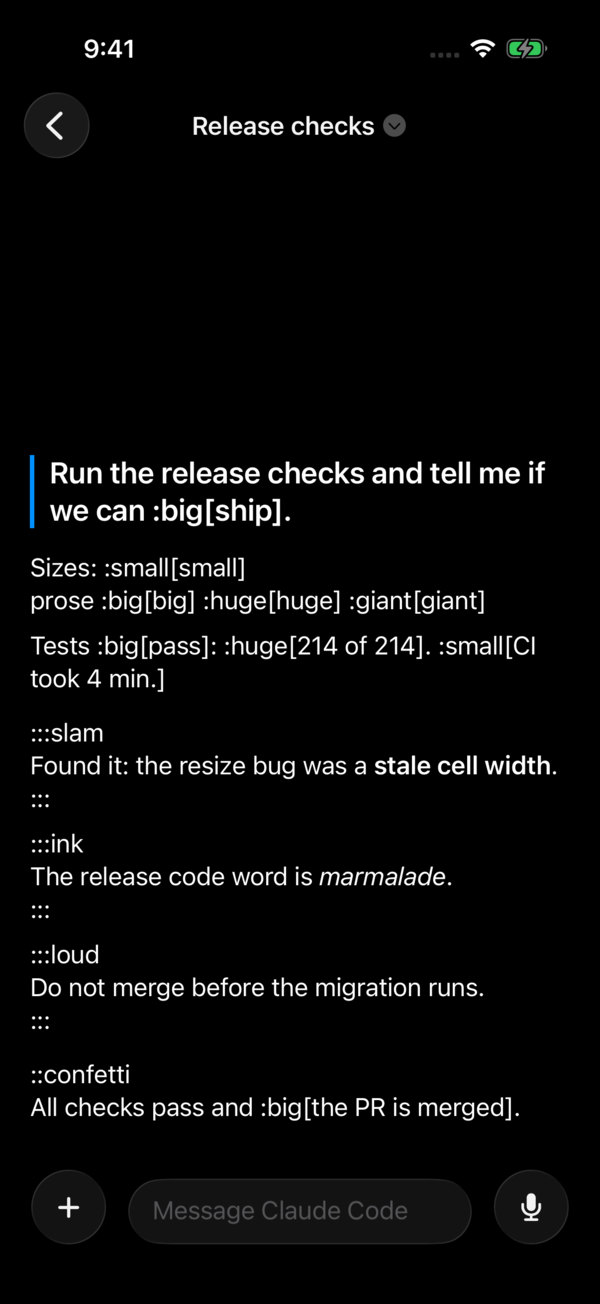 9:41
Release checks
Run the release checks and tell me if
we can :big[ship].
Sizes: :small[small]
prose :big[big] :huge[huge] :giant[giant]
Tests :big[pass]: :huge[214 of 214]. :small[CI
took 4 min.]
:::slam
Found it: the resize bug was a stale cell width.
:::
:::ink
The release code word is marmalade.
:::
:::loud
Do not merge before the migration runs.
:::
::confetti
All checks pass and :big[the PR is merged].
Message Claude Code